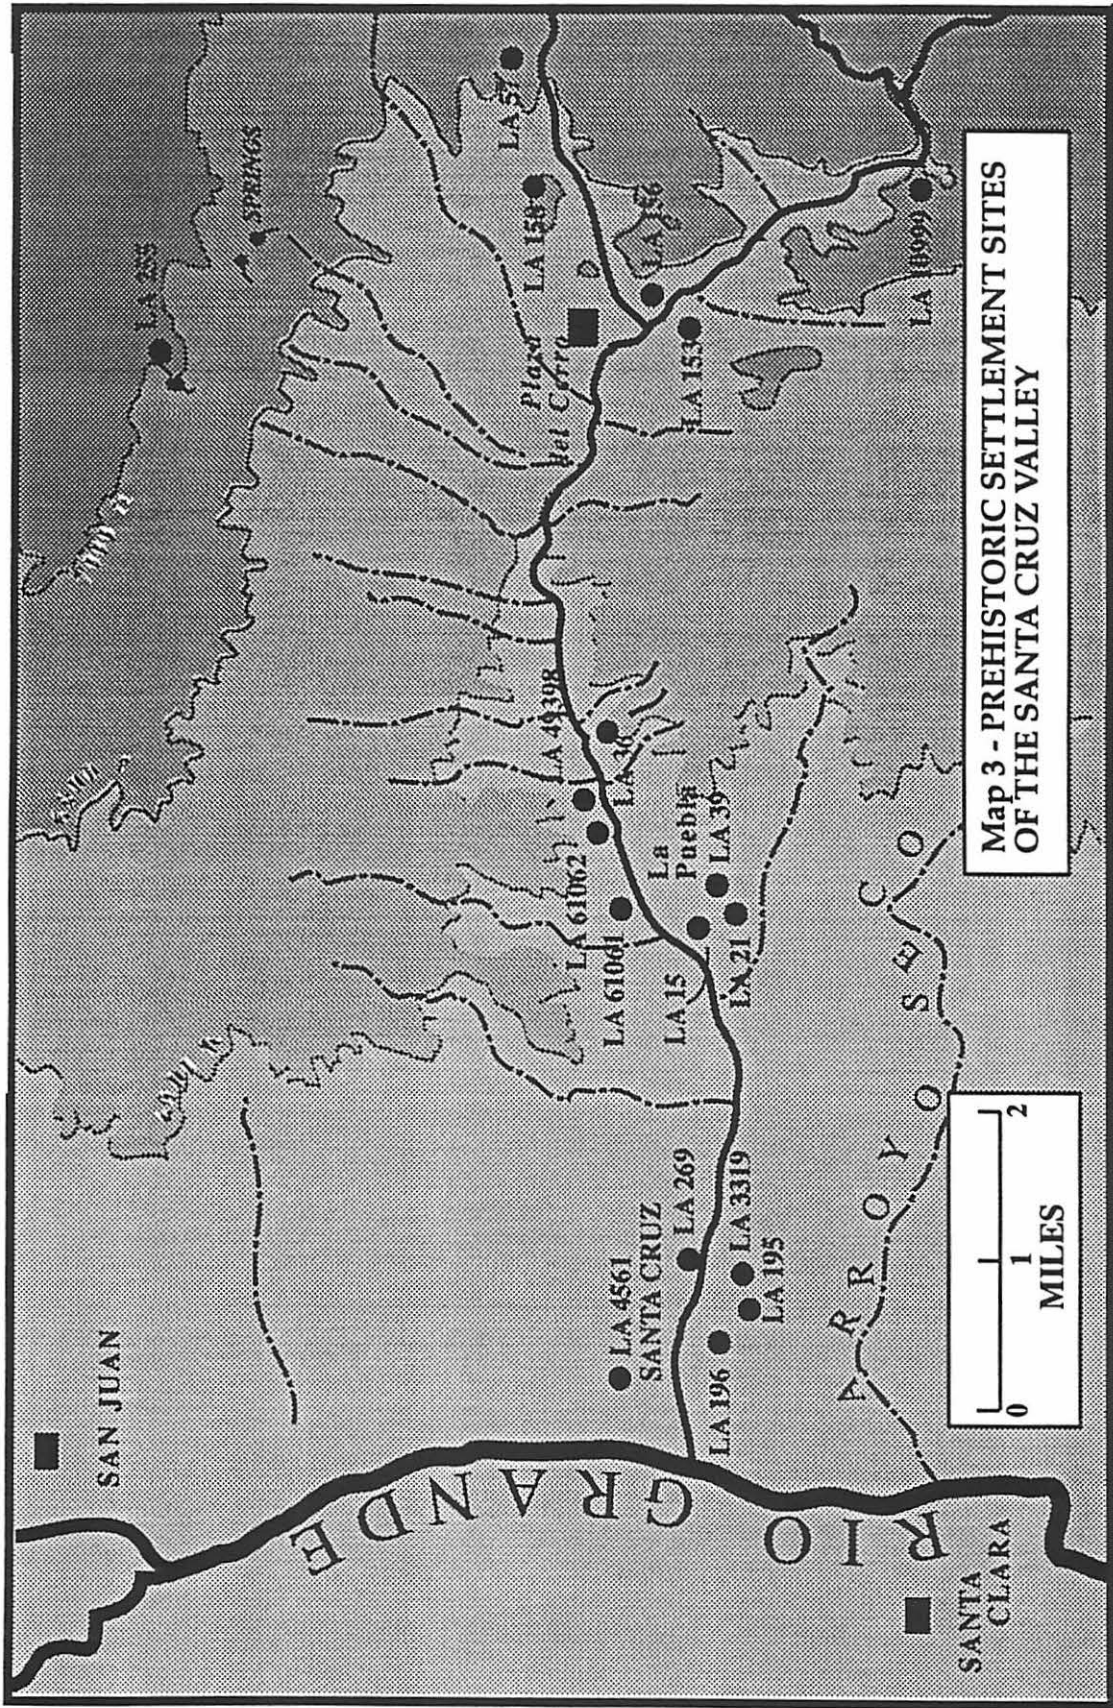 SAN JUAN
RIO GRANDE
SANTA
CLARA
LA 4561
SANTA CRUZ
LA 269
LA 3319
LA 195
LA 196
ARROYO SECO
LA 15
LA 21
La
Puebla
LA 39
LA 61061
LA 61062
LA 49398
LA 36
Plaza
del Cerro
LA 153
LA 156
LA 158
LA 57
LA 10999
SPRINGS
0
1
2
MILES
Map 3 - PREHISTORIC SETTLEMENT SITES
OF THE SANTA CRUZ VALLEY